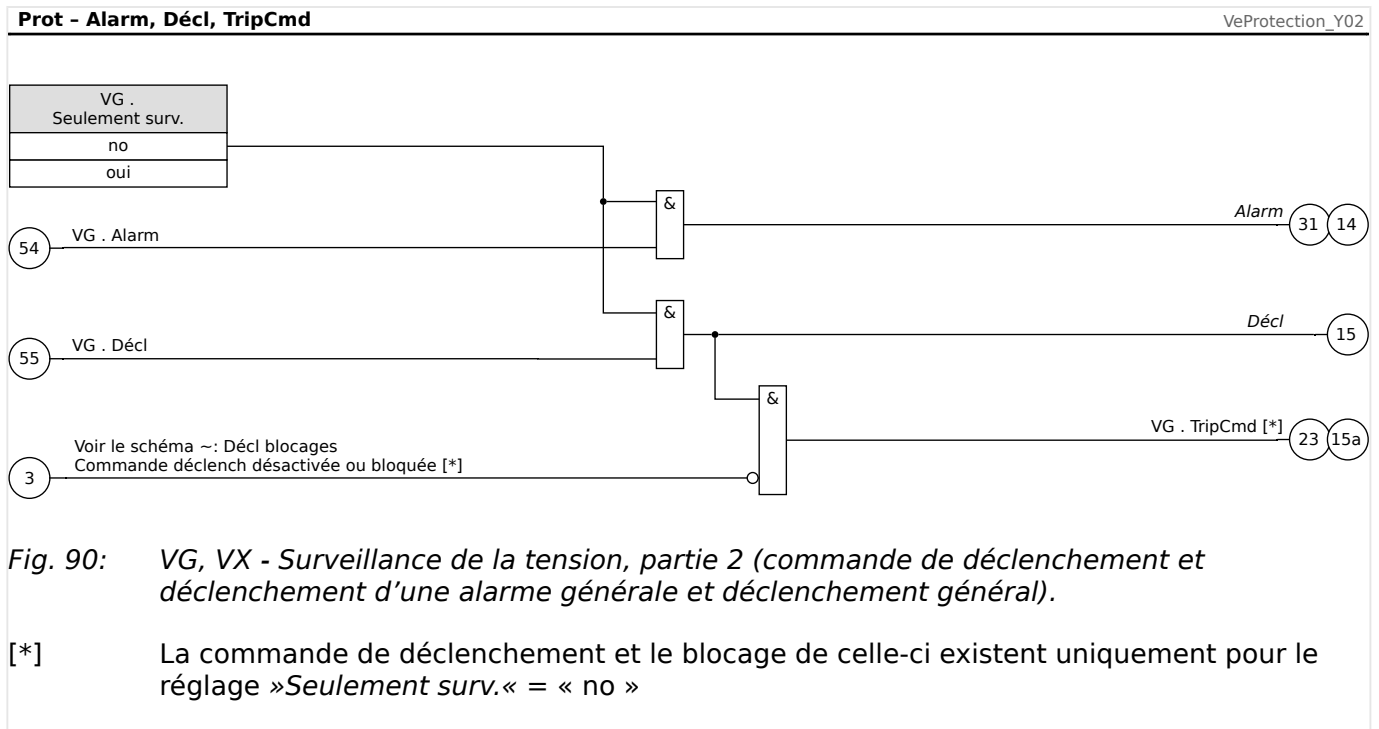 Prot – Alarm, Décl, TripCmd
VeProtection_Y02
VG .
Seulement surv.
no
oui
&
Alarm
31
14
54
VG . Alarm
&
Décl
15
55
VG . Décl
&
VG . TripCmd [*]
23
15a
Voir le schéma ~: Décl blocages
3
Commande déclench désactivée ou bloquée [*]
Fig. 90: VG, VX - Surveillance de la tension, partie 2 (commande de déclenchement et
déclenchement d’une alarme générale et déclenchement général).
[*] La commande de déclenchement et le blocage de celle-ci existent uniquement pour le
réglage »Seulement surv.« = « no »